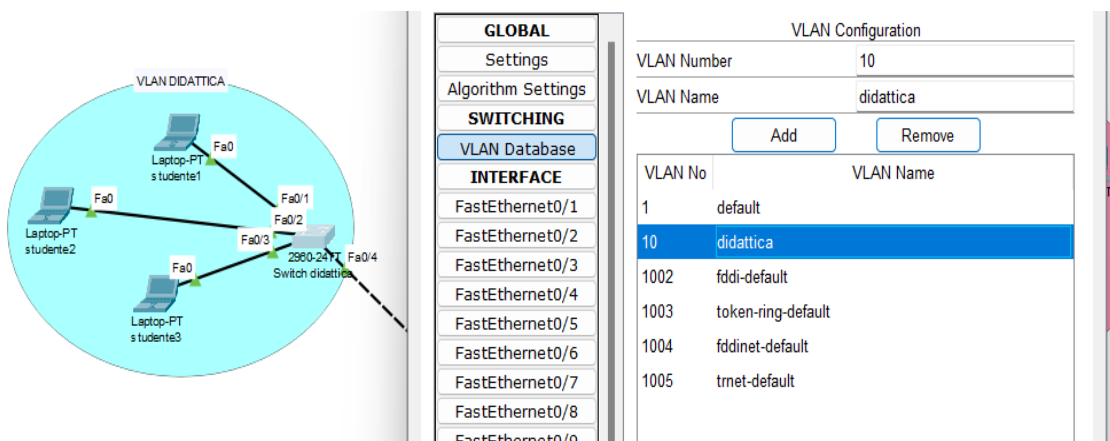 VLAN DIDATTICA
Laptop-PT
studente1
Fa0
Fa0
Laptop-PT
studente2
Fa0/1
Fa0/2
Fa0/3
2960-24TT
Switch didattica
Fa0/4
Fa0
Laptop-PT
studente3
GLOBAL
Settings
Algorithm Settings
SWITCHING
VLAN Database
INTERFACE
FastEthernet0/1
FastEthernet0/2
FastEthernet0/3
FastEthernet0/4
FastEthernet0/5
FastEthernet0/6
FastEthernet0/7
FastEthernet0/8
FastEthernet0/9
VLAN Configuration
VLAN Number 10
VLAN Name didattica
Add Remove
VLAN No VLAN Name
1 default
10 didattica
1002 fddi-default
1003 token-ring-default
1004 fddinet-default
1005 trnet-default